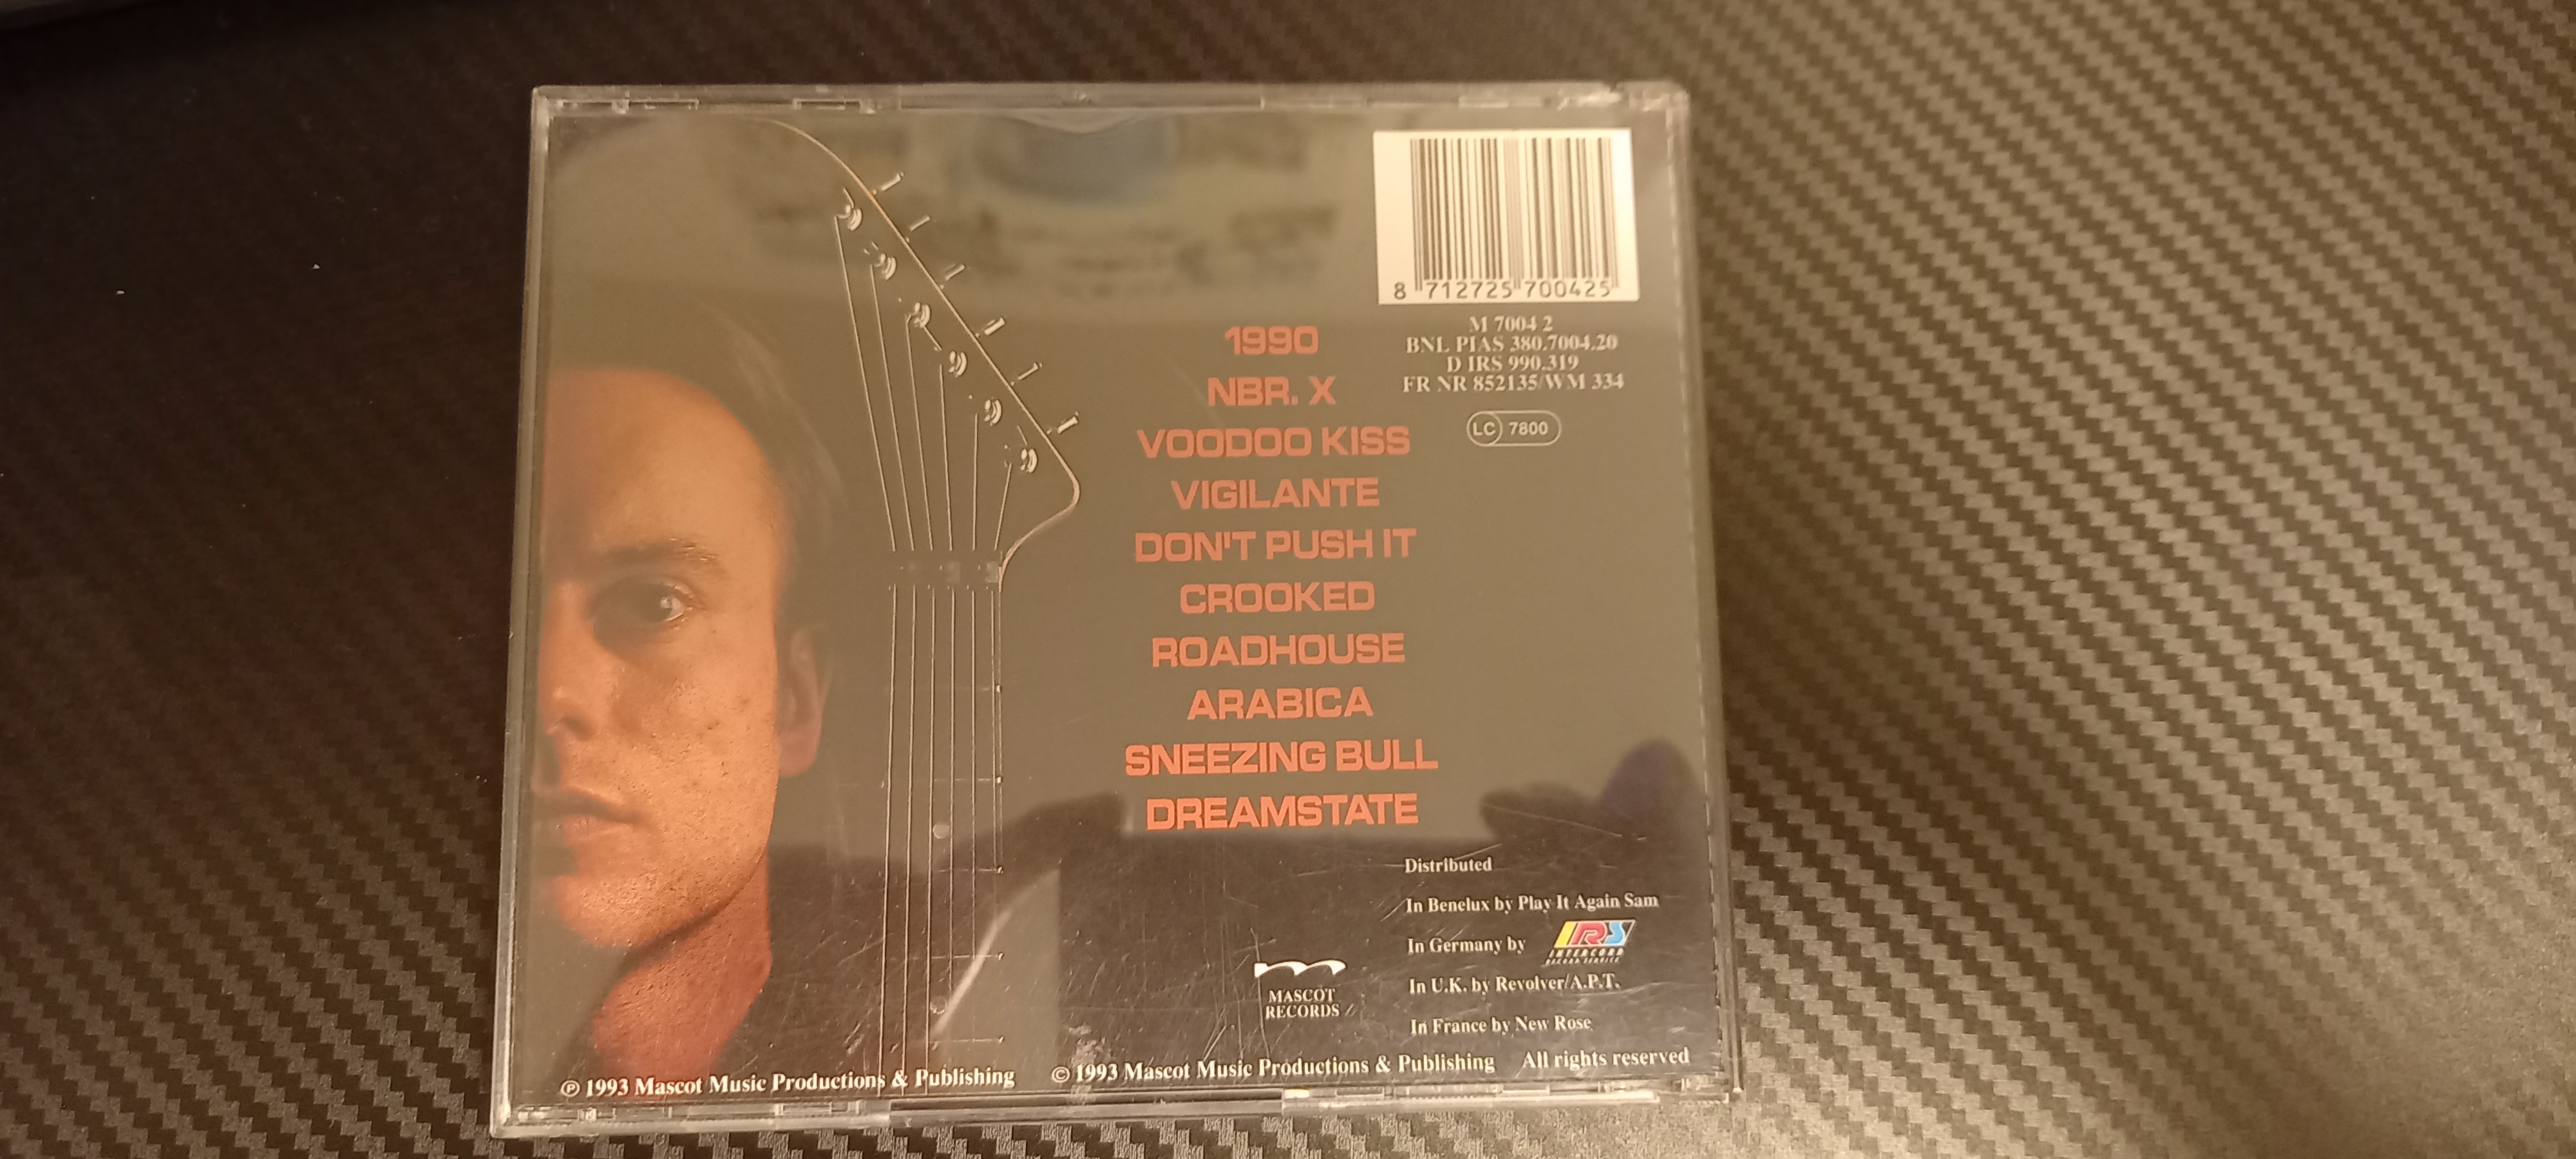 8 712725 700425
M 7004 2
BNL PIAS 380.7004.20
D IRS 990.319
FR NR 852135/WM 334
LC 7800
1990
NBR. X
VOODOO KISS
VIGILANTE
DON'T PUSH IT
CROOKED
ROADHOUSE
ARABICA
SNEEZING BULL
DREAMSTATE
Distributed
In Benelux by Play It Again Sam
In Germany by IRS
INTERCORD
RECORD SERVICE
In U.K. by Revolver/A.P.T.
In France by New Rose
MASCOT
RECORDS
℗ 1993 Mascot Music Productions & Publishing © 1993 Mascot Music Productions & Publishing All rights reserved